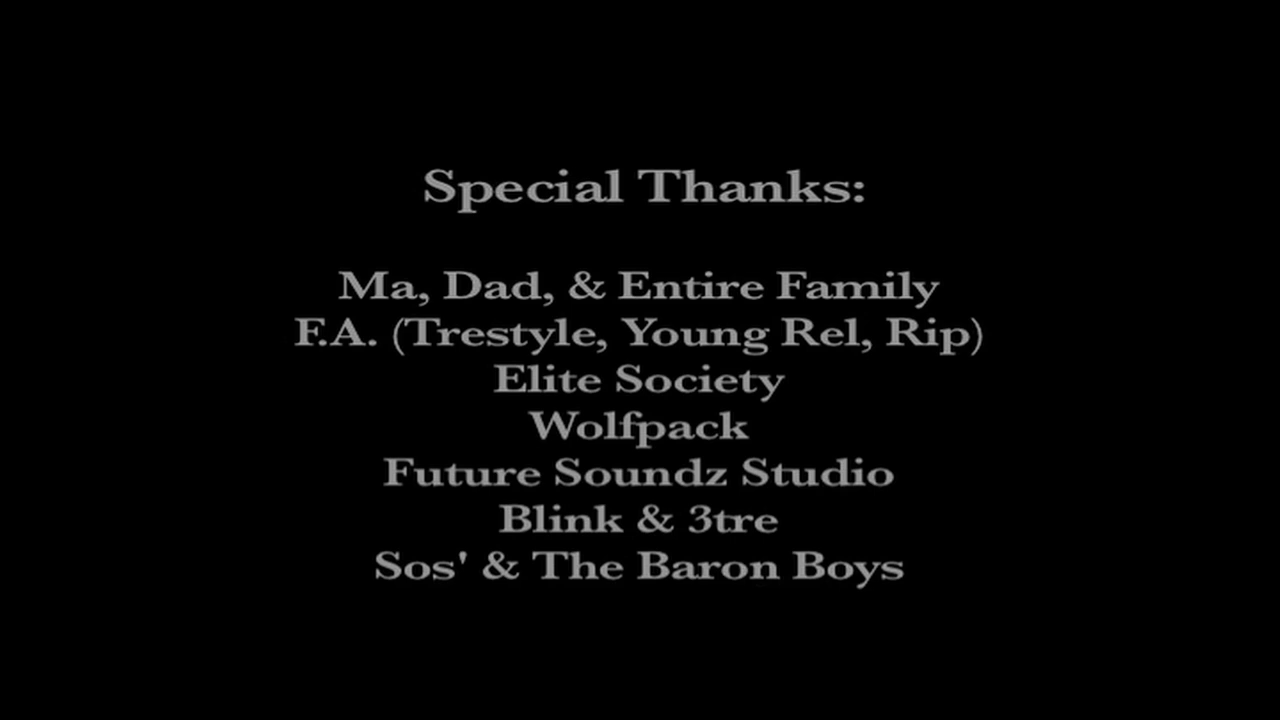 Special Thanks:
Ma, Dad, & Entire Family
F.A. (Trestyle, Young Rel, Rip)
Elite Society
Wolfpack
Future Soundz Studio
Blink & 3tre
Sos' & The Baron Boys